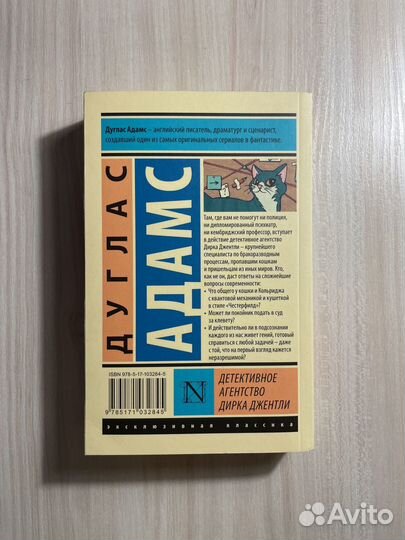 Дуглас Адамс – английский писатель, драматург и сценарист,
создавший один из самых оригинальных сериалов в фантастике.
ДУГЛАС
АДАМС
Там, где вам не помогут ни полиция,
ни дипломированный психиатр,
ни кембриджский профессор, вступает
в действие детективное агентство
Дирка Джентли – крупнейшего
специалиста по бракоразводным
процессам, пропавшим кошкам
и пришельцам из иных миров. Кто,
как не он, даст ответы на сложнейшие
вопросы современности:
• Что общего у кошки и Кольриджа
с квантовой механикой и кушеткой
в стиле «Честерфилд»?
• Может ли покойник подать в суд
за клевету?
• И действительно ли в подсознании
каждого из нас живет гений, готовый
справиться с любой задачей – даже
с той, что на первый взгляд кажется
неразрешимой?
ISBN 978-5-17-103284-5
9 785171 032845
N
ДЕТЕКТИВНОЕ
АГЕНТСТВО
ДИРКА ДЖЕНТЛИ
эксклюзивная классика
Avito